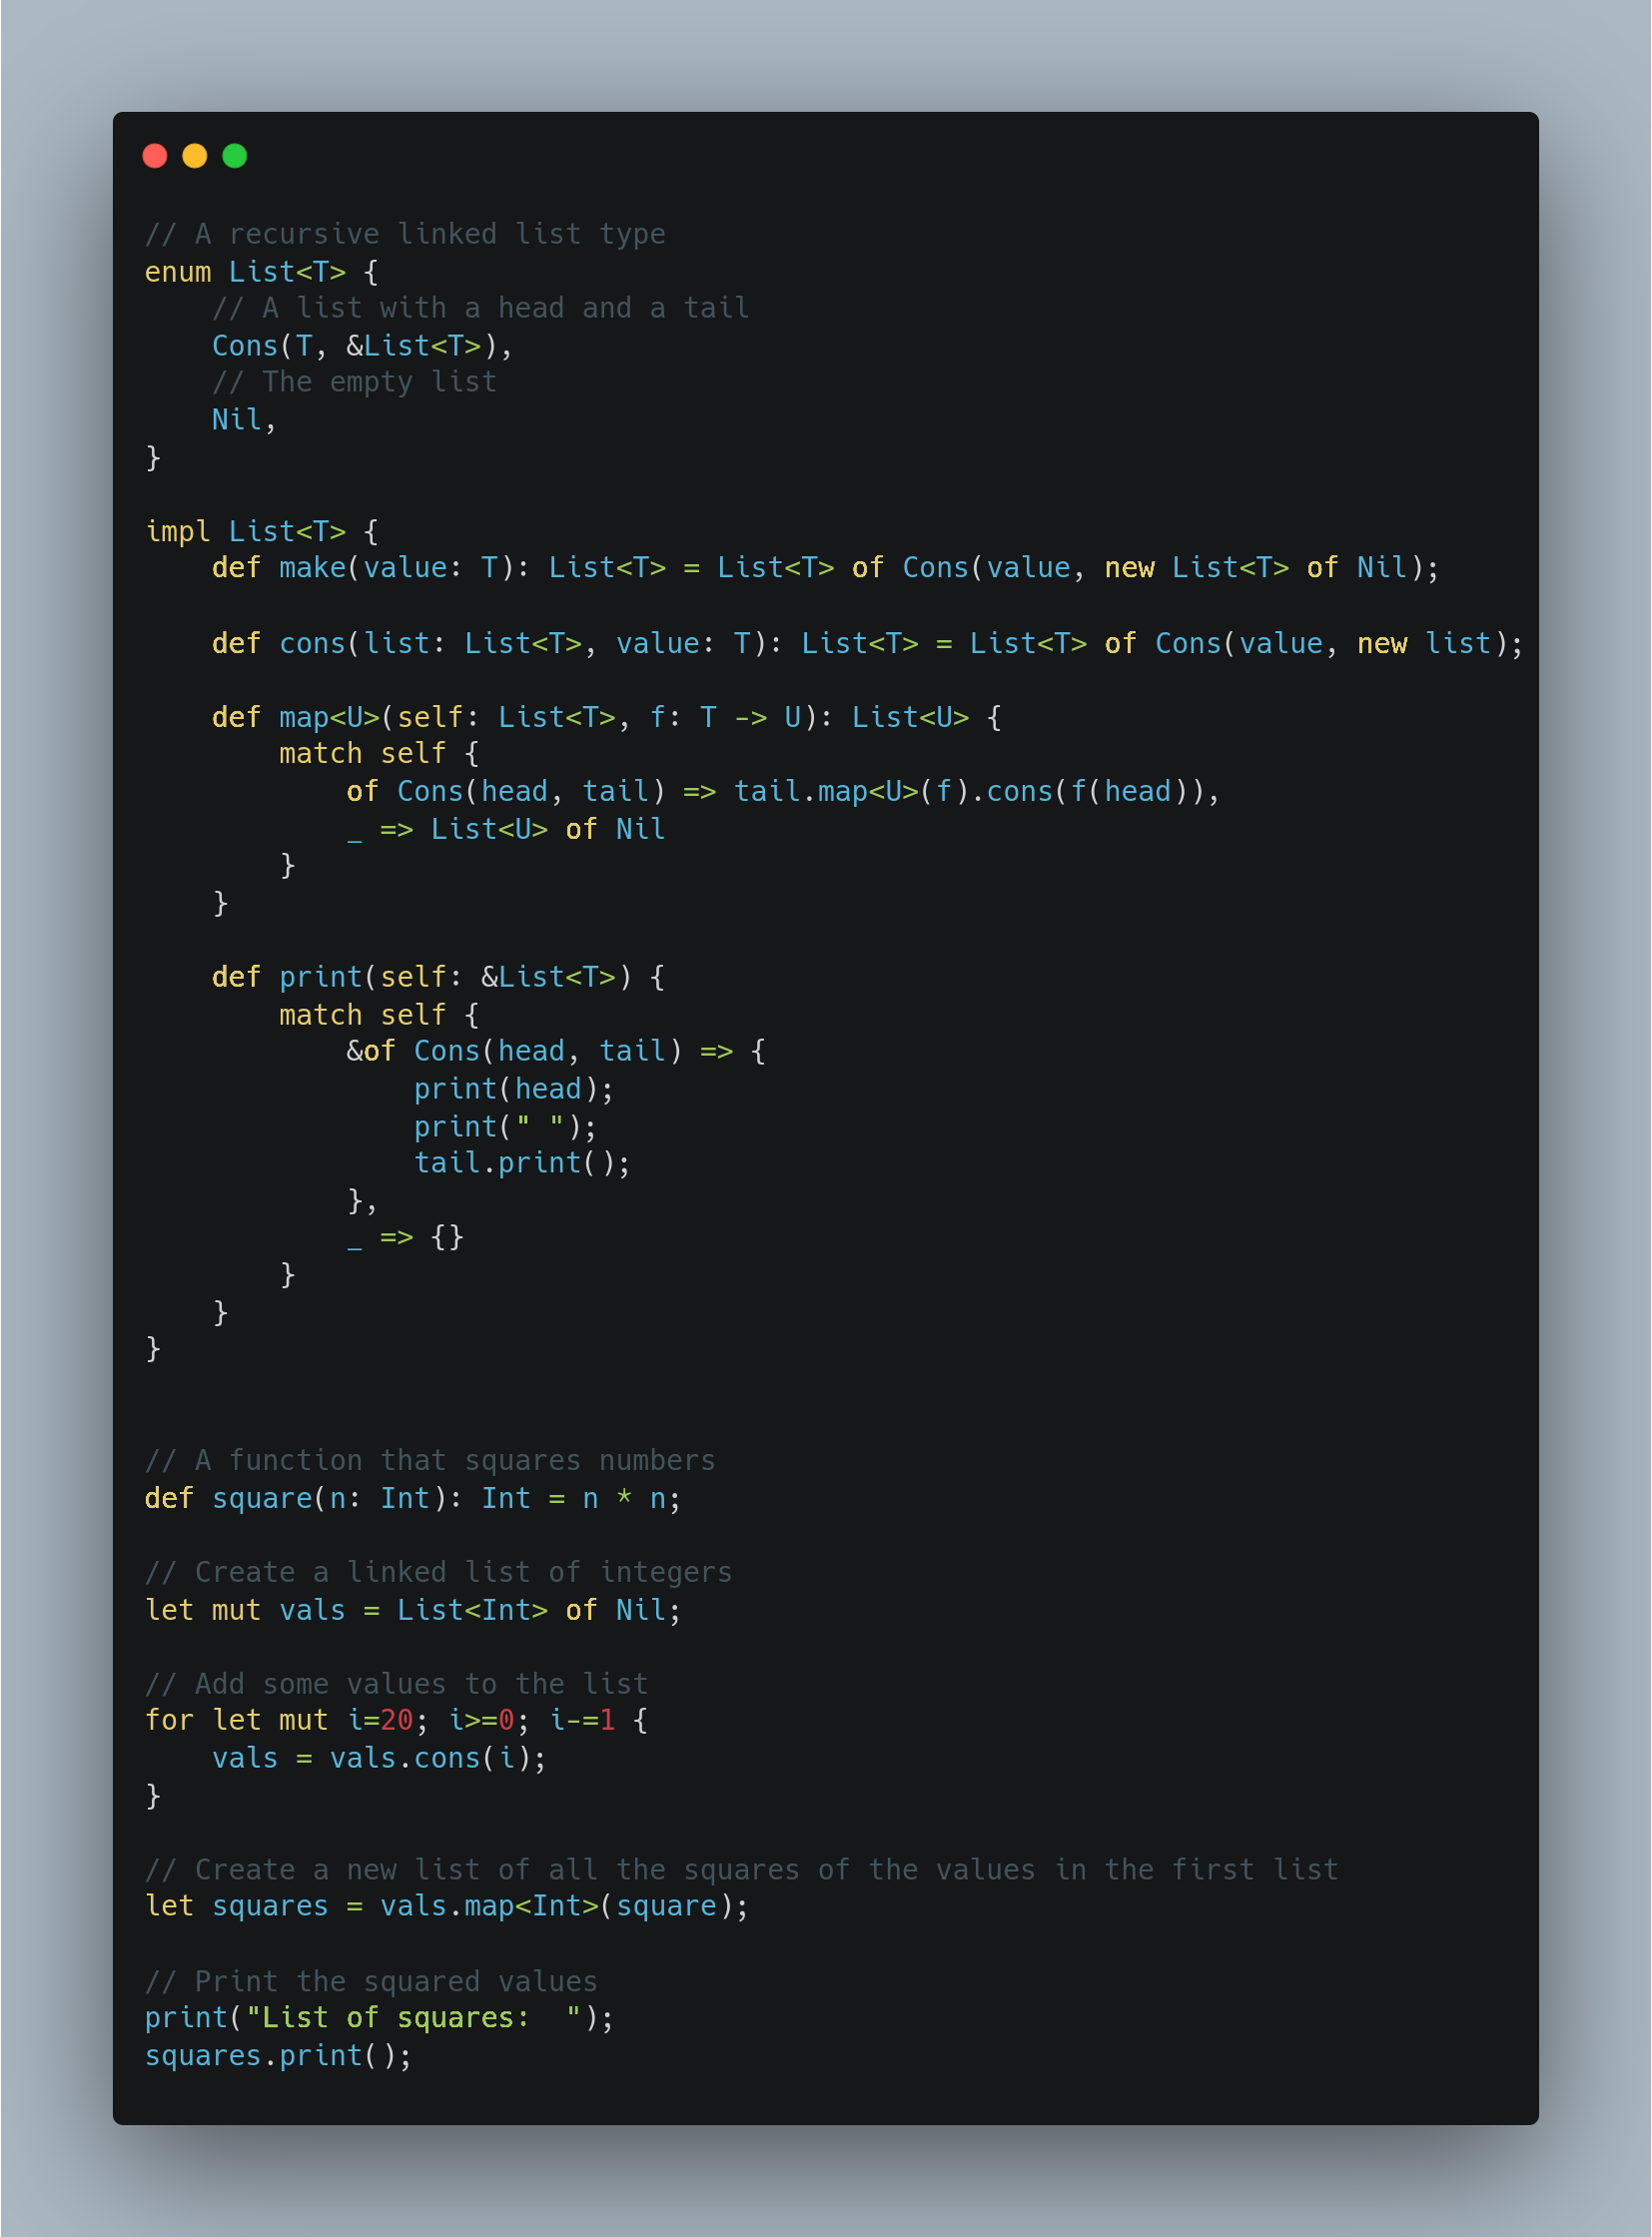 // A recursive linked list type
enum List<T> {
    // A list with a head and a tail
    Cons(T, &List<T>),
    // The empty list
    Nil,
}

impl List<T> {
    def make(value: T): List<T> = List<T> of Cons(value, new List<T> of Nil);

    def cons(list: List<T>, value: T): List<T> = List<T> of Cons(value, new list);

    def map<U>(self: List<T>, f: T -> U): List<U> {
        match self {
            of Cons(head, tail) => tail.map<U>(f).cons(f(head)),
            _ => List<U> of Nil
        }
    }

    def print(self: &List<T>) {
        match self {
            &of Cons(head, tail) => {
                print(head);
                print(" ");
                tail.print();
            },
            _ => {}
        }
    }
}


// A function that squares numbers
def square(n: Int): Int = n * n;

// Create a linked list of integers
let mut vals = List<Int> of Nil;

// Add some values to the list
for let mut i=20; i>=0; i-=1 {
    vals = vals.cons(i);
}

// Create a new list of all the squares of the values in the first list
let squares = vals.map<Int>(square);

// Print the squared values
print("List of squares:  ");
squares.print();